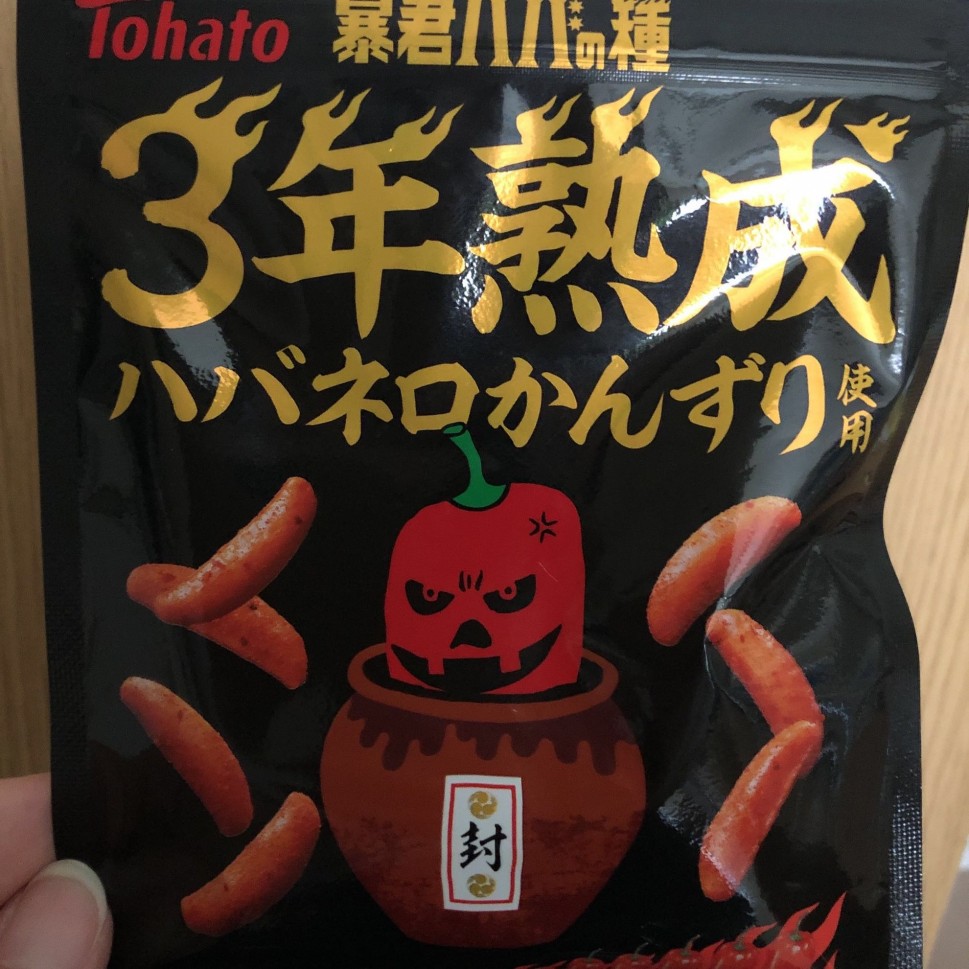 Tohato
暴君ハバネロの種
3年熟成
ハバネロかんずり使用
封